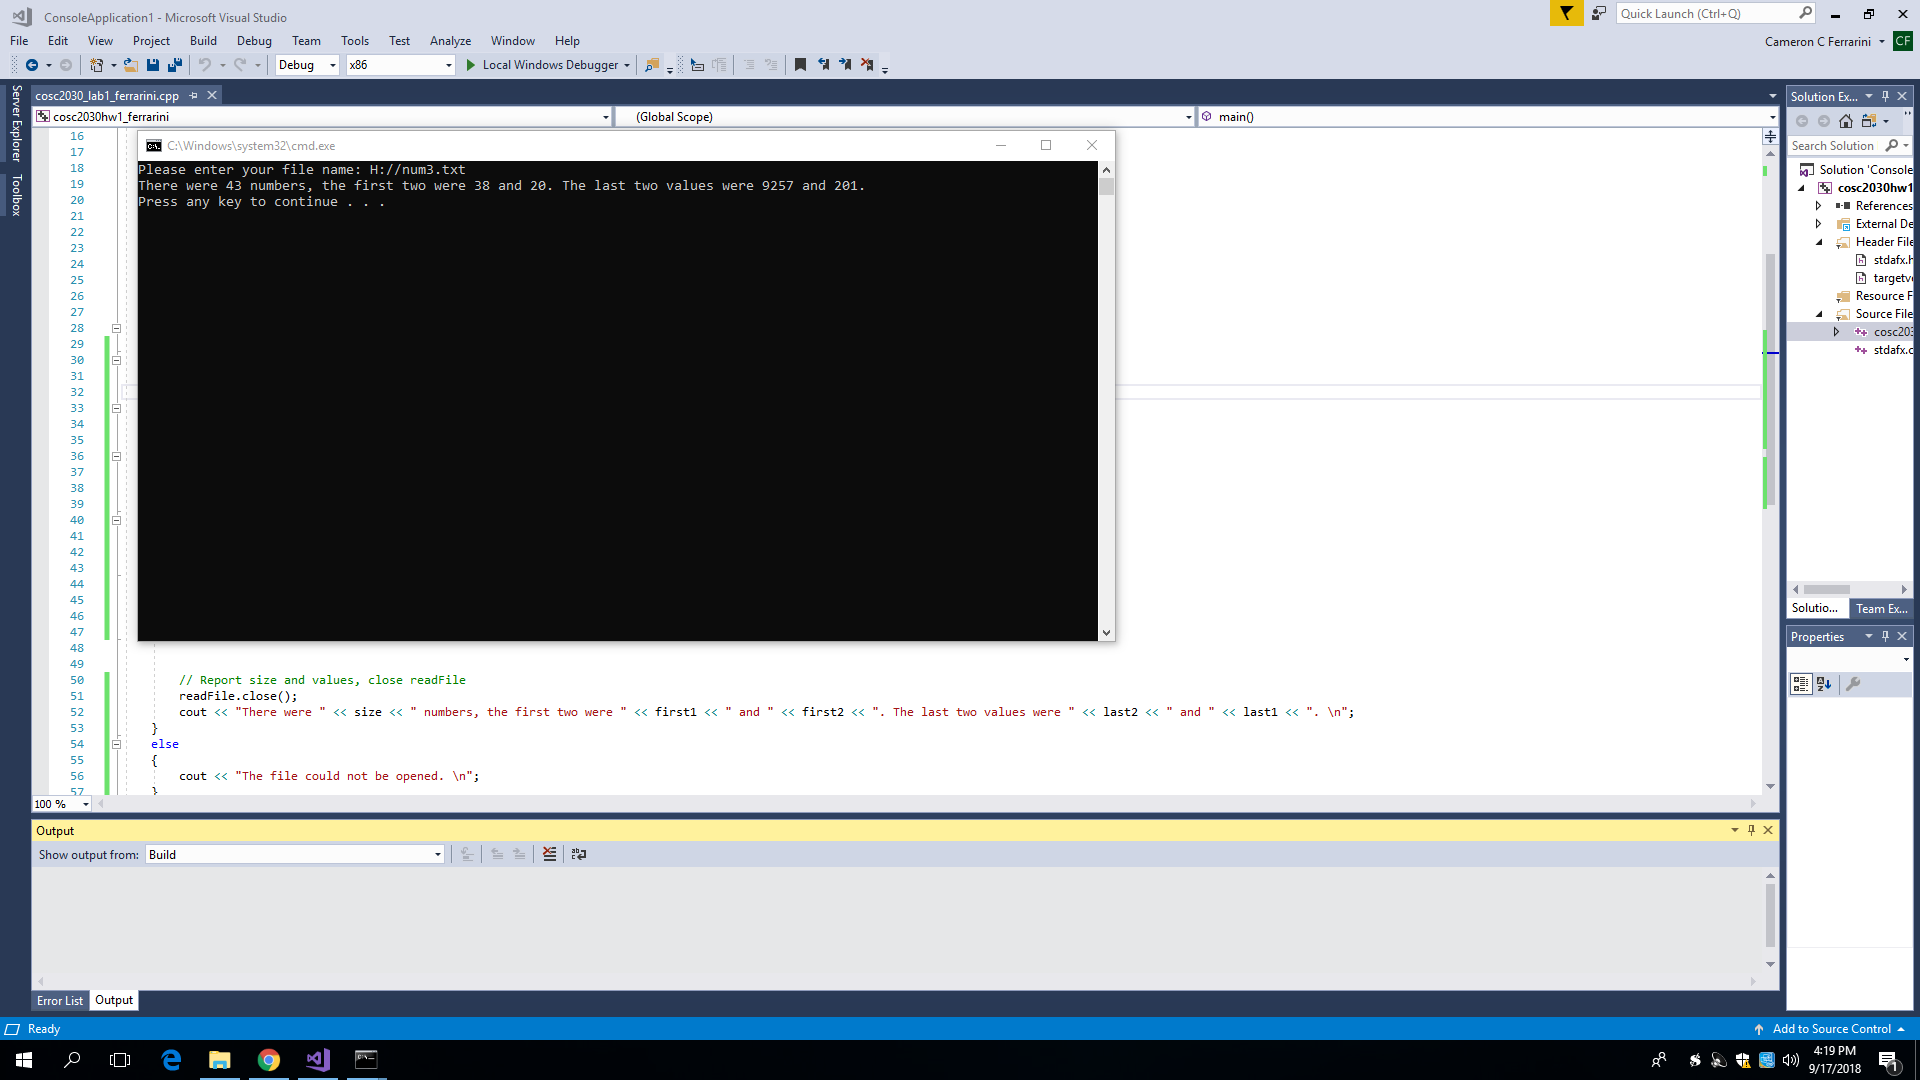 ConsoleApplication1 - Microsoft Visual Studio
Quick Launch (Ctrl+Q)
File Edit View Project Build Debug Team Tools Test Analyze Window Help
Cameron C Ferrarini CF
Debug x86 Local Windows Debugger
Server Explorer
Toolbox
cosc2030_lab1_ferrarini.cpp
cosc2030hw1_ferrarini (Global Scope) main()
C:\Windows\system32\cmd.exe
Please enter your file name: H://num3.txt
There were 43 numbers, the first two were 38 and 20. The last two values were 9257 and 201.
Press any key to continue . . .
16
17
18
19
20
21
22
23
24
25
26
27
28
29
30
31
32
33
34
35
36
37
38
39
40
41
42
43
44
45
46
47
48
49
50 // Report size and values, close readFile
51 readFile.close();
52 cout << "There were " << size << " numbers, the first two were " << first1 << " and " << first2 << ". The last two values were " << last2 << " and " << last1 << ". \n";
53 }
54 else
55 {
56 cout << "The file could not be opened. \n";
57 }
100 %
Output
Show output from: Build
Error List Output
Solution Ex...
Search Solution
Solution 'Console
cosc2030hw1
References
External De
Header File
stdafx.h
targetv
Resource F
Source File
cosc203
stdafx.c
Solutio... Team Ex...
Properties
Ready
Add to Source Control
4:19 PM
9/17/2018
1